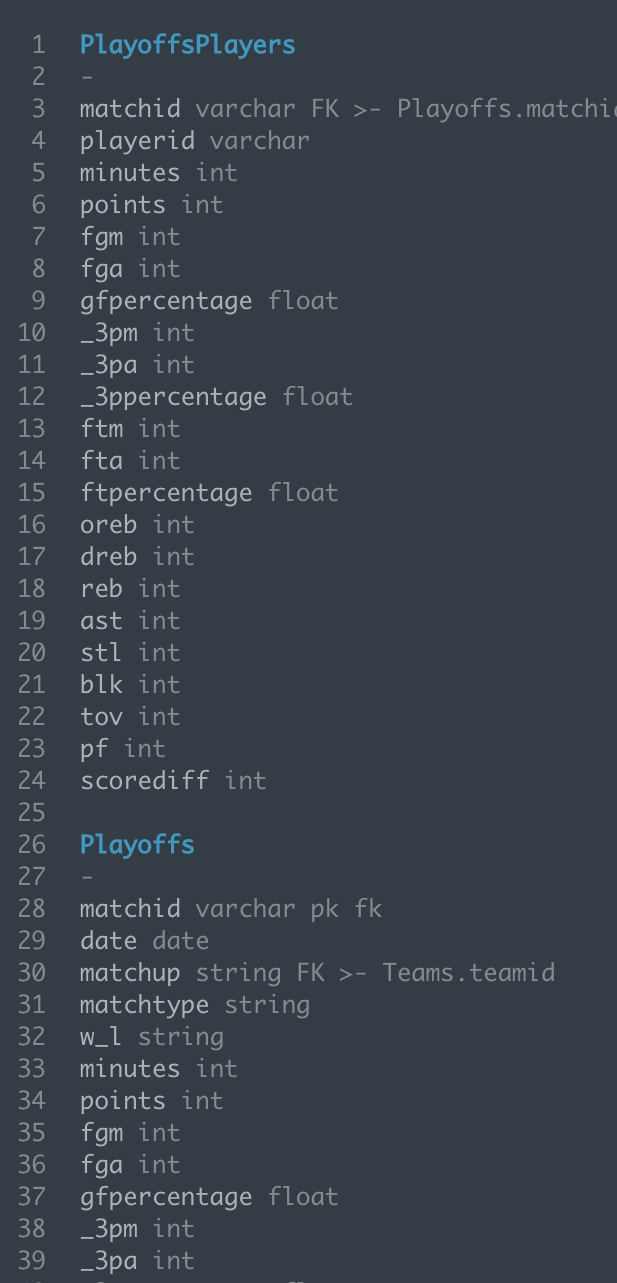 1 PlayoffsPlayers
2 -
3 matchid varchar FK >- Playoffs.matchi
4 playerid varchar
5 minutes int
6 points int
7 fgm int
8 fga int
9 gfpercentage float
10 _3pm int
11 _3pa int
12 _3ppercentage float
13 ftm int
14 fta int
15 ftpercentage float
16 oreb int
17 dreb int
18 reb int
19 ast int
20 stl int
21 blk int
22 tov int
23 pf int
24 scorediff int
25
26 Playoffs
27 -
28 matchid varchar pk fk
29 date date
30 matchup string FK >- Teams.teamid
31 matchtype string
32 w_l string
33 minutes int
34 points int
35 fgm int
36 fga int
37 gfpercentage float
38 _3pm int
39 _3pa int